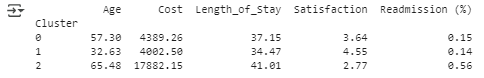 Age Cost Length_of_Stay Satisfaction Readmission (%)
Cluster
0 57.30 4389.26 37.15 3.64 0.15
1 32.63 4002.50 34.47 4.55 0.14
2 65.48 17882.15 41.01 2.77 0.56